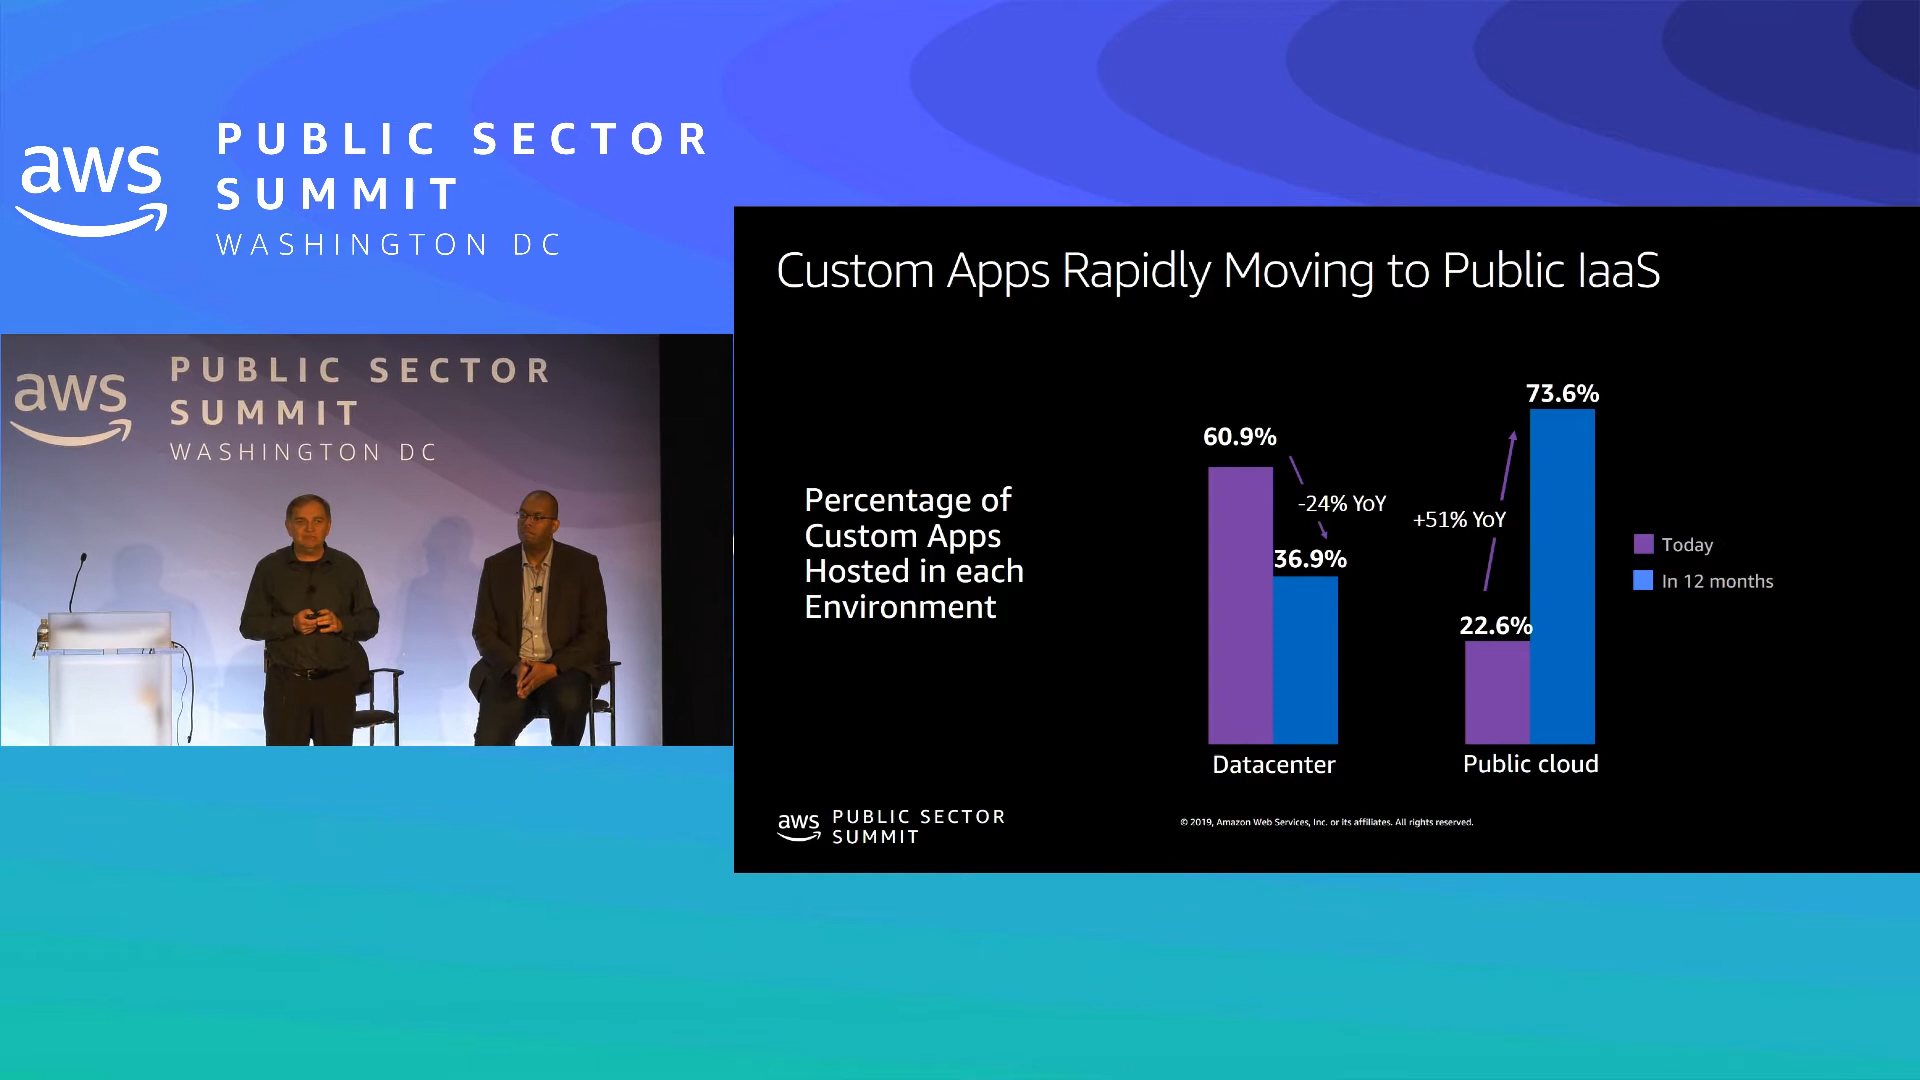 aws
PUBLIC SECTOR
SUMMIT
WASHINGTON DC
aws
PUBLIC SECTOR
SUMMIT
WASHINGTON DC
Custom Apps Rapidly Moving to Public IaaS
Percentage of
Custom Apps
Hosted in each
Environment
60.9%
-24% YoY
36.9%
73.6%
+51% YoY
22.6%
Today
In 12 months
Datacenter
Public cloud
aws
PUBLIC SECTOR
SUMMIT
© 2019, Amazon Web Services, Inc. or its affiliates. All rights reserved.